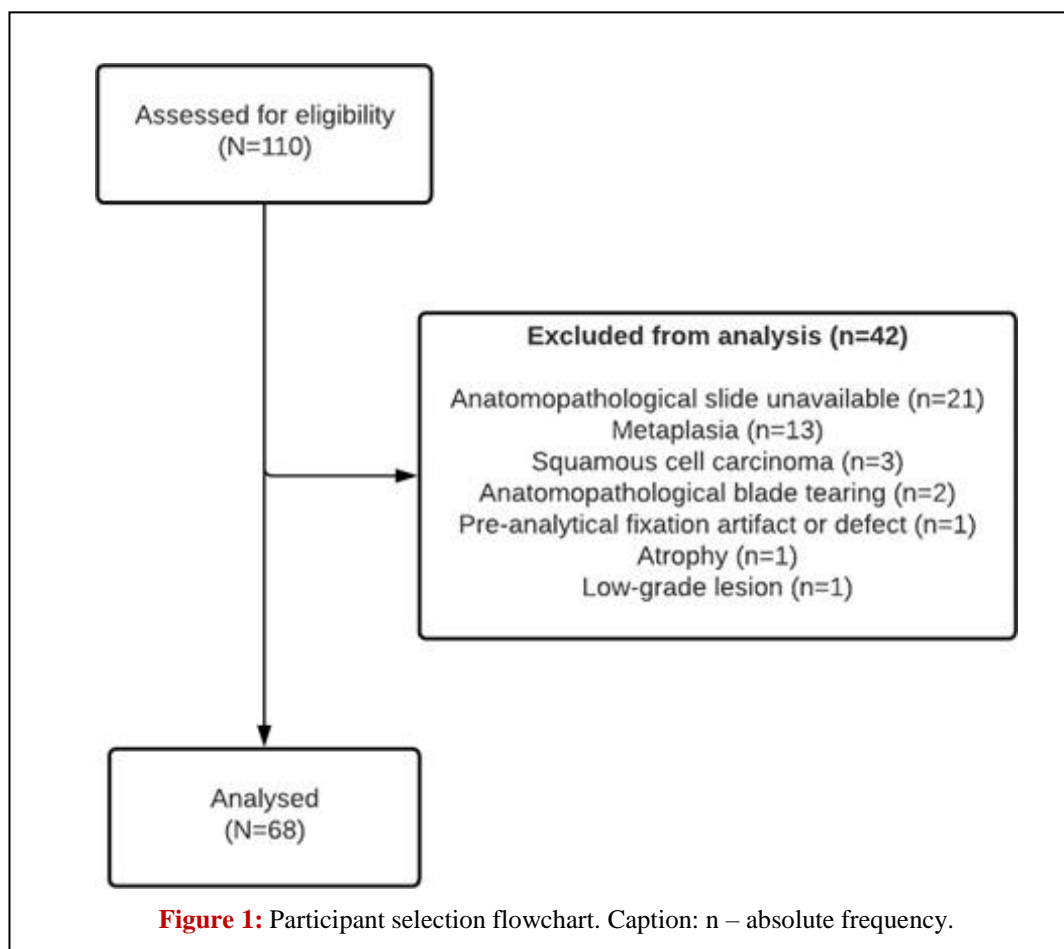 Assessed for eligibility
(N=110)
Excluded from analysis (n=42)
Anatomopathological slide unavailable (n=21)
Metaplasia (n=13)
Squamous cell carcinoma (n=3)
Anatomopathological blade tearing (n=2)
Pre-analytical fixation artifact or defect (n=1)
Atrophy (n=1)
Low-grade lesion (n=1)
Analysed
(N=68)
Figure 1: Participant selection flowchart. Caption: n – absolute frequency.